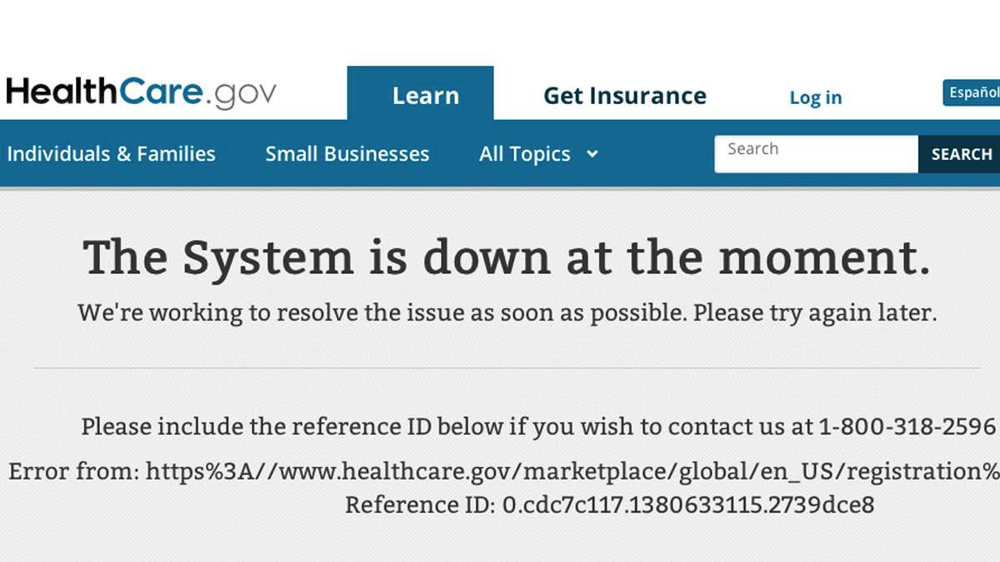 HealthCare.gov
Learn
Get Insurance
Log in
Español
Individuals & Families
Small Businesses
All Topics
Search
SEARCH
The System is down at the moment.
We're working to resolve the issue as soon as possible. Please try again later.
Please include the reference ID below if you wish to contact us at 1-800-318-2596
Error from: https%3A//www.healthcare.gov/marketplace/global/en_US/registration%
Reference ID: 0.cdc7c117.1380633115.2739dce8